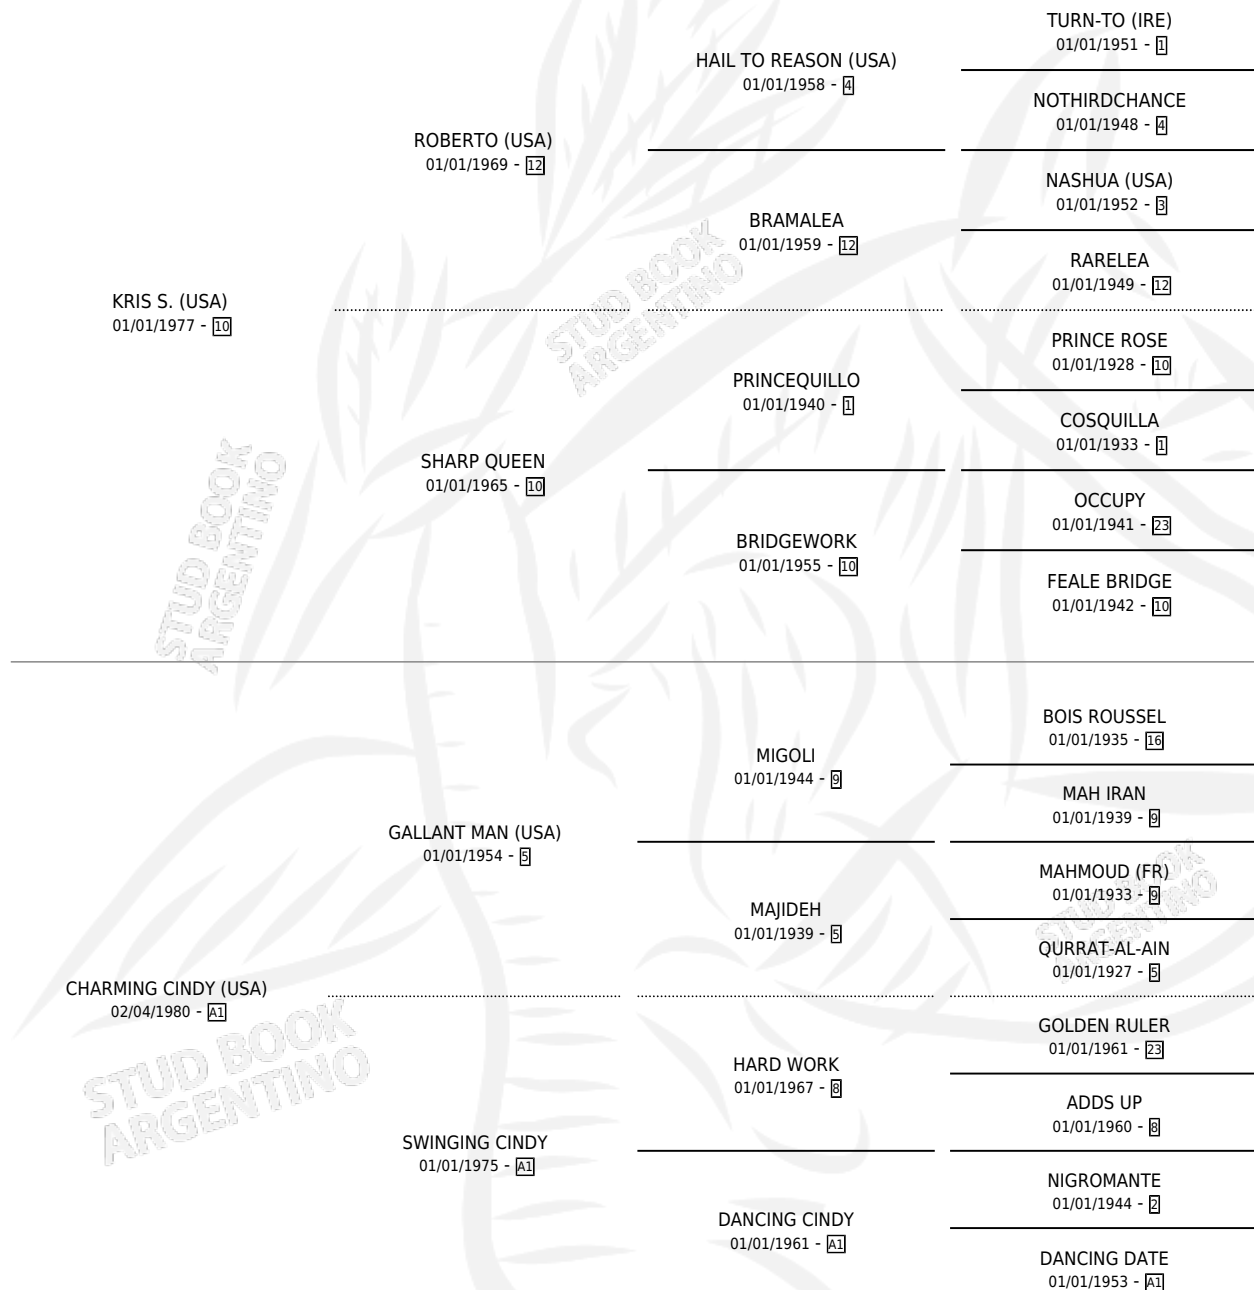 TURN-TO (IRE)
01/01/1951 - 1
HAIL TO REASON (USA)
01/01/1958 - 4
NOTHIRDCHANCE
01/01/1948 - 4
ROBERTO (USA)
01/01/1969 - 12
NASHUA (USA)
01/01/1952 - 3
BRAMALEA
01/01/1959 - 12
RARELEA
01/01/1949 - 12
KRIS S. (USA)
01/01/1977 - 10
PRINCE ROSE
01/01/1928 - 10
PRINCEQUILLO
01/01/1940 - 1
COSQUILLA
01/01/1933 - 1
SHARP QUEEN
01/01/1965 - 10
OCCUPY
01/01/1941 - 23
BRIDGEWORK
01/01/1955 - 10
FEALE BRIDGE
01/01/1942 - 10
BOIS ROUSSEL
01/01/1935 - 16
MIGOLI
01/01/1944 - 9
MAH IRAN
01/01/1939 - 9
GALLANT MAN (USA)
01/01/1954 - 5
MAHMOUD (FR)
01/01/1933 - 9
MAJIDEH
01/01/1939 - 5
QURRAT-AL-AIN
01/01/1927 - 5
CHARMING CINDY (USA)
02/04/1980 - A1
GOLDEN RULER
01/01/1961 - 23
HARD WORK
01/01/1967 - 8
ADDS UP
01/01/1960 - 8
SWINGING CINDY
01/01/1975 - A1
NIGROMANTE
01/01/1944 - 2
DANCING CINDY
01/01/1961 - A1
DANCING DATE
01/01/1953 - A1
STUD BOOK
ARGENTINO
STUD BOOK
ARGENTINO
STUD BOOK
ARGENTINO
STUD BOOK
ARGENTINO